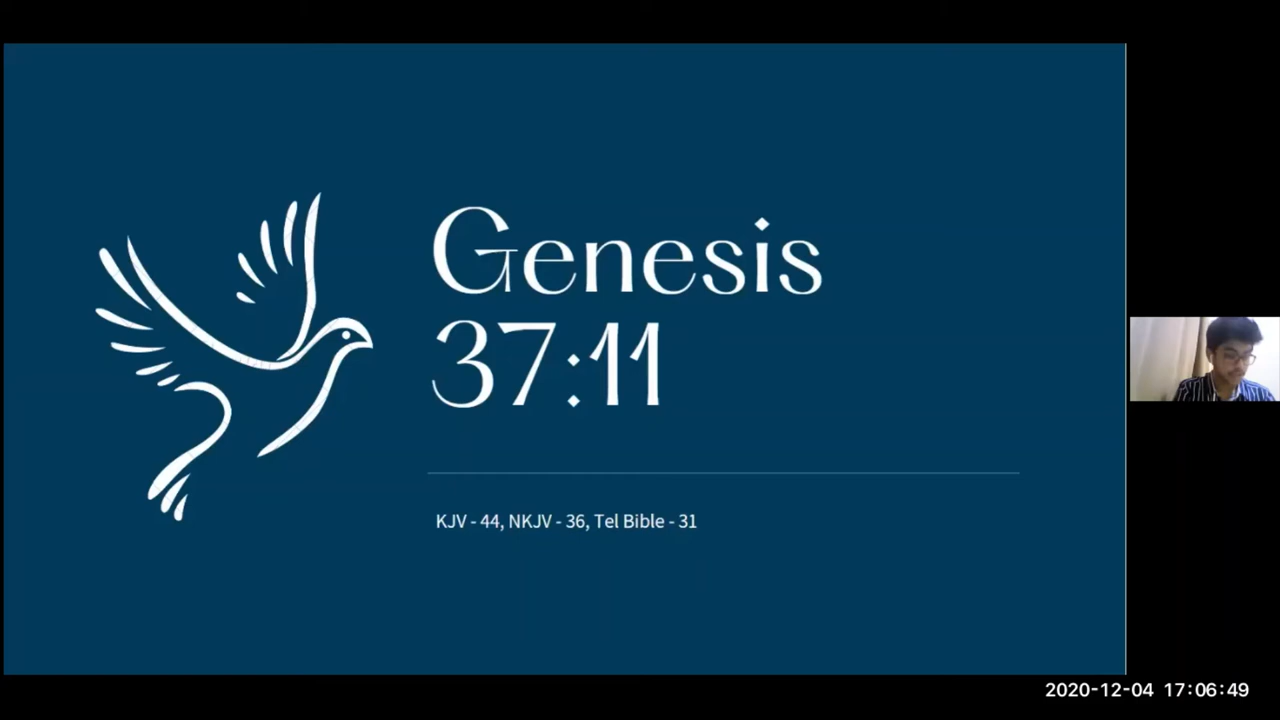 Genesis
37:11
KJV - 44, NKJV - 36, Tel Bible - 31
2020-12-04 17:06:49